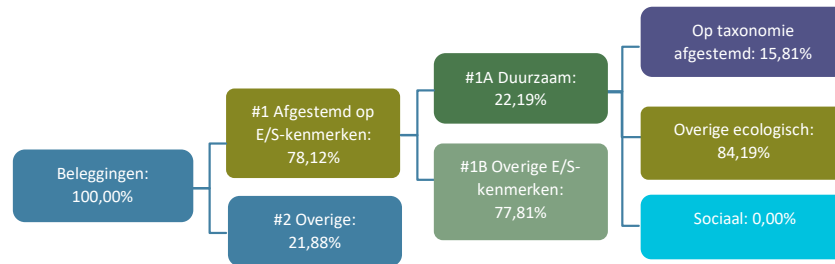 Beleggingen:
100,00%
#1 Afgestemd op
E/S-kenmerken:
78,12%
#2 Overige:
21,88%
#1A Duurzaam:
22,19%
#1B Overige E/S-
kenmerken:
77,81%
Op taxonomie
afgestemd: 15,81%
Overige ecologisch:
84,19%
Sociaal: 0,00%